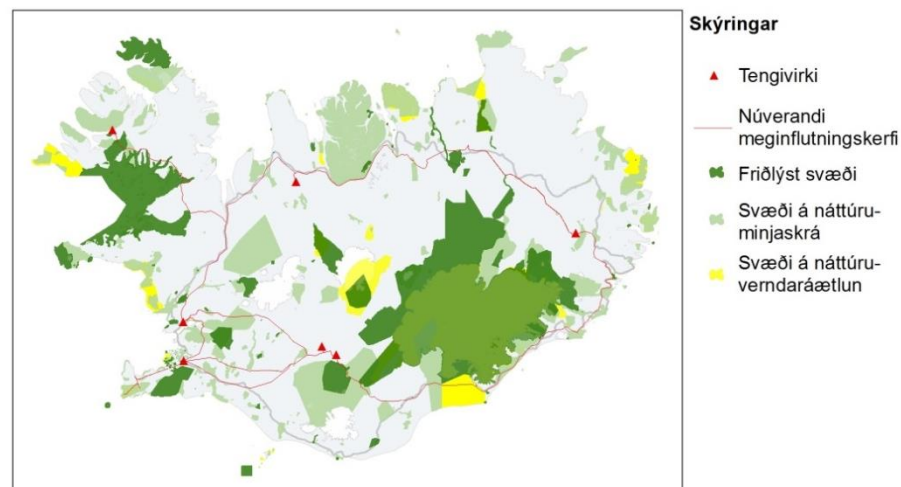 Skýringar
Tengivirki
Núverandi
meginflutningskerfi
Friðlýst svæði
Svæði á náttúru-
minjaskrá
Svæði á náttúru-
verndaráætlun